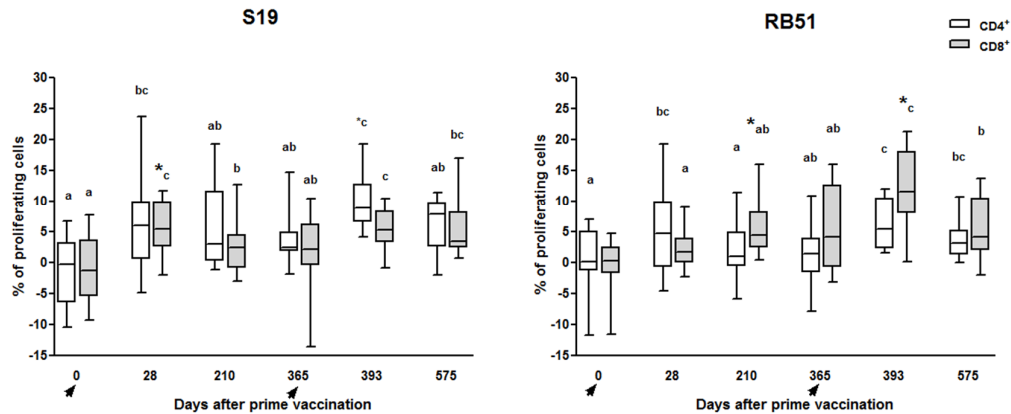 S19
RB51
CD4+
CD8+
% of proliferating cells
30
25
20
15
10
5
0
-5
-10
-15
a
a
bc
*c
ab
b
ab
ab
*c
c
ab
bc
0
28
210
365
393
575
Days after prime vaccination
% of proliferating cells
30
25
20
15
10
5
0
-5
-10
-15
a
bc
a
a
*ab
ab
ab
c
*c
bc
b
0
28
210
365
393
575
Days after prime vaccination